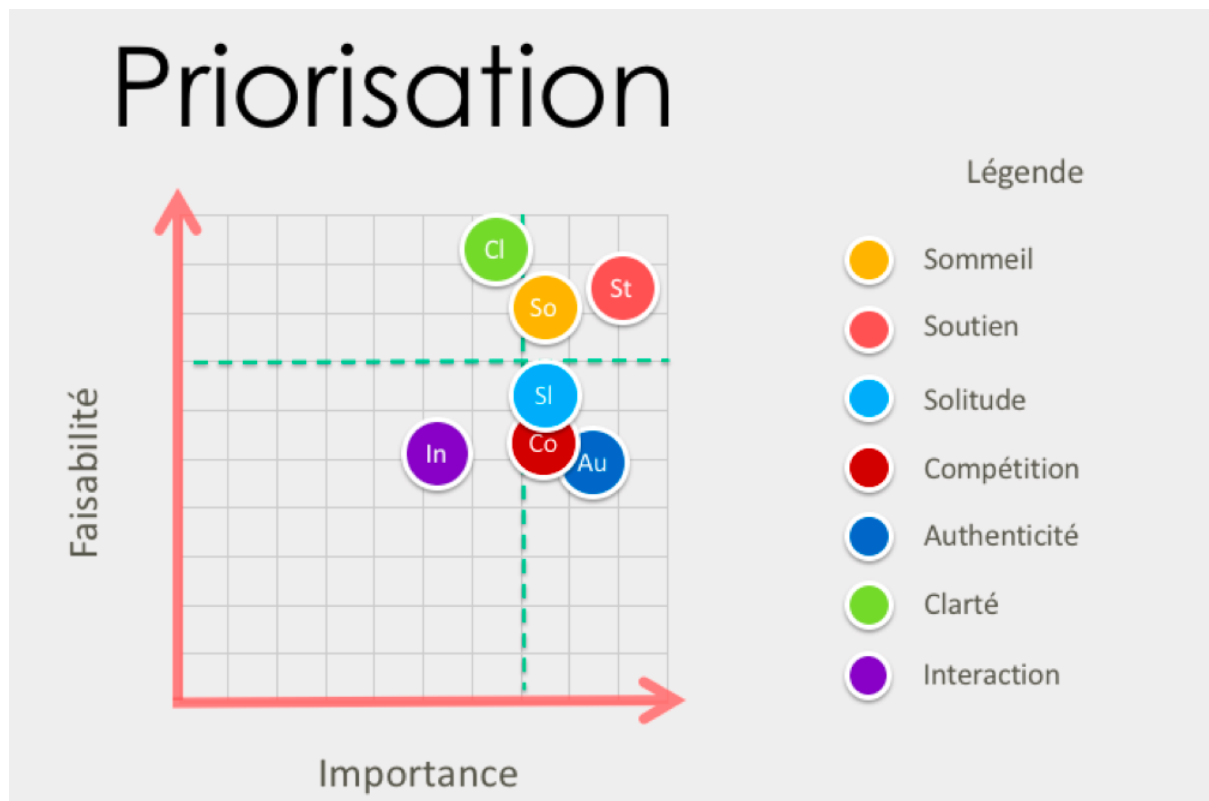 Priorisation
Légende
Cl
So
St
Sl
Co
In
Au
Faisabilité
Importance
Sommeil
Soutien
Solitude
Compétition
Authenticité
Clarté
Interaction